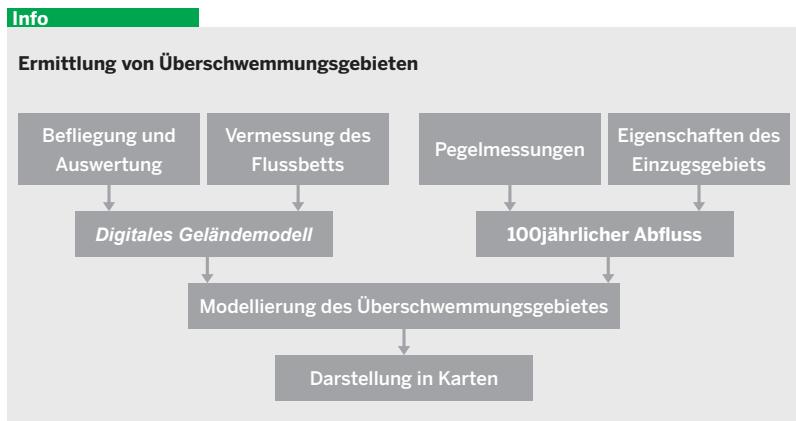 Info
Ermittlung von Überschwemmungsgebieten
Befliegung und
Auswertung
Vermessung des
Flussbetts
Pegelmessungen
Eigenschaften des
Einzugsgebiets
Digitales Geländemodell
100jährlicher Abfluss
Modellierung des Überschwemmungsgebietes
Darstellung in Karten